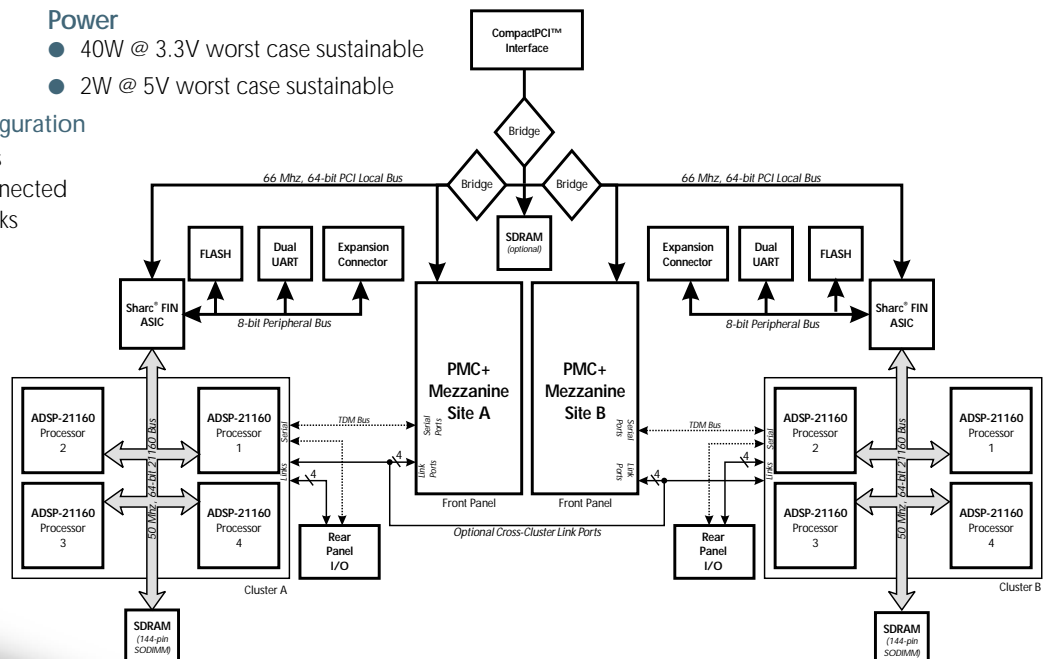 Power
● 40W @ 3.3V worst case sustainable
● 2W @ 5V worst case sustainable
guration
s
nected
ks
CompactPCI™
Interface
Bridge
Bridge
Bridge
66 Mhz, 64-bit PCI Local Bus
66 Mhz, 64-bit PCI Local Bus
SDRAM
(optional)
FLASH
Dual
UART
Expansion
Connector
Expansion
Connector
Dual
UART
FLASH
Sharc® FIN
ASIC
8-bit Peripheral Bus
8-bit Peripheral Bus
Sharc® FIN
ASIC
PMC+
Mezzanine
Site A
Serial
Ports
Link
Ports
Front Panel
PMC+
Mezzanine
Site B
Serial
Ports
Link
Ports
Front Panel
ADSP-21160
Processor
2
ADSP-21160
Processor
1
ADSP-21160
Processor
3
ADSP-21160
Processor
4
50 Mhz, 64-bit 21160 Bus
Serial
Links
TDM Bus
4
4
Rear
Panel
I/O
Cluster A
Optional Cross-Cluster Link Ports
TDM Bus
4
4
Serial
Links
Rear
Panel
I/O
ADSP-21160
Processor
2
ADSP-21160
Processor
1
ADSP-21160
Processor
3
ADSP-21160
Processor
4
50 Mhz, 64-bit 21160 Bus
Cluster B
SDRAM
(144-pin
SODIMM)
SDRAM
(144-pin
SODIMM)